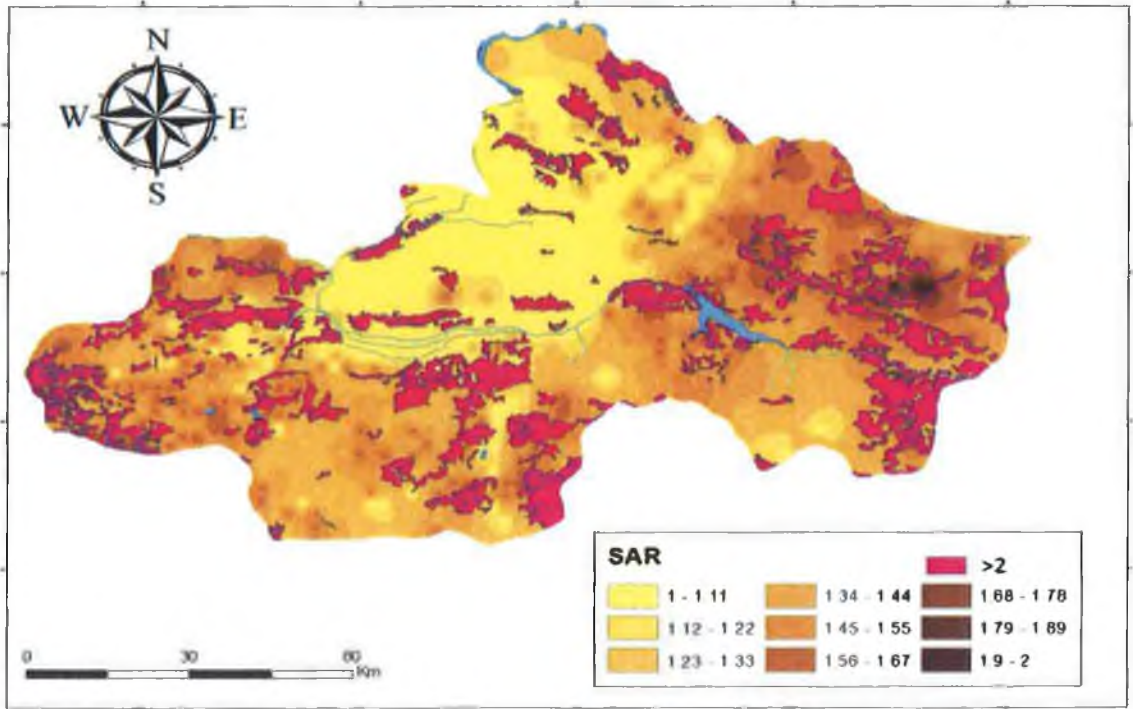 N
W E
S
SAR
>2
1 - 1 11
1 34 - 1 44
1 68 - 1 78
1 12 - 1 22
1 45 - 1 55
1 79 - 1 89
1 23 - 1 33
1 56 - 1 67
1 9 - 2
0 30 60
Km